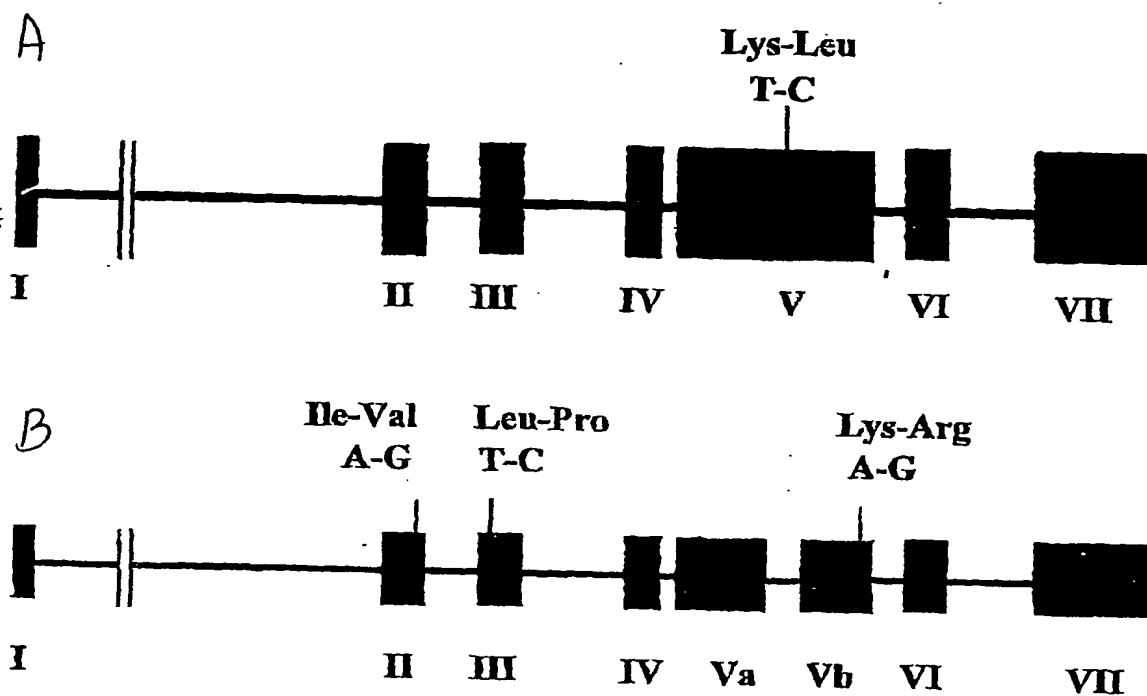 A
Lys-Leu
T-C
I II III IV V VI VII
B
Ile-Val Leu-Pro Lys-Arg
A-G T-C A-G
I II III IV Va Vb VI VII